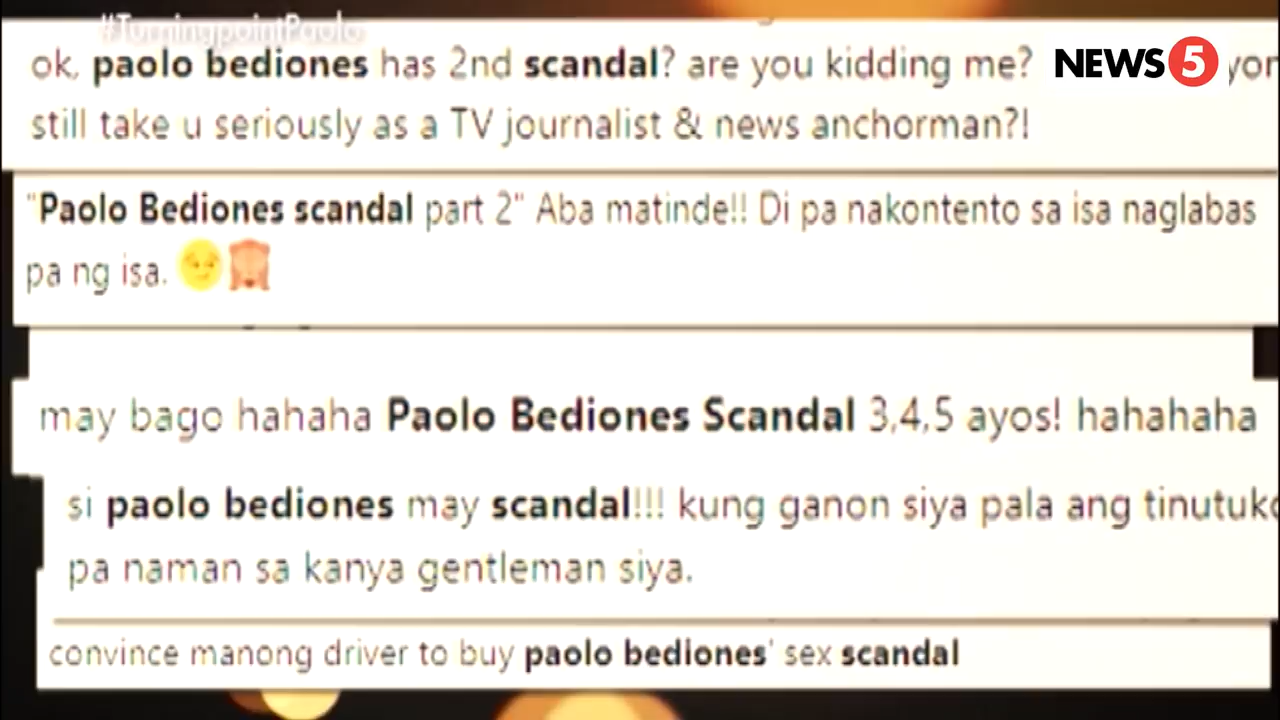 #TurningpointPaolo
NEWS 5
ok, paolo bediones has 2nd scandal? are you kidding me?
still take u seriously as a TV journalist & news anchorman?!
"Paolo Bediones scandal part 2" Aba matinde!! Di pa nakontento sa isa naglabas
pa ng isa. 😏🙈
may bago hahaha Paolo Bediones Scandal 3,4,5 ayos! hahahaha
si paolo bediones may scandal!!! kung ganon siya pala ang
pa naman sa kanya gentleman siya.
convince manong driver to buy paolo bediones' sex scandal